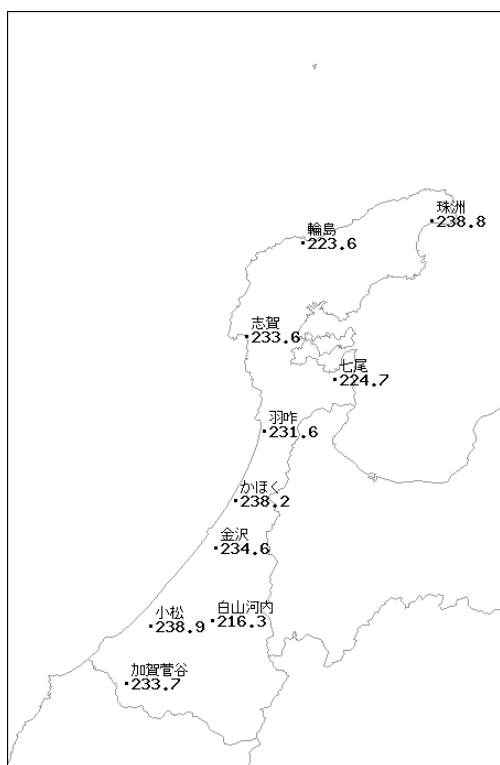 珠洲
238.8
輪島
223.6
志賀
233.6
七尾
224.7
羽咋
231.6
かほく
238.2
金沢
234.6
白山河内
216.3
小松
238.9
加賀菅谷
233.7